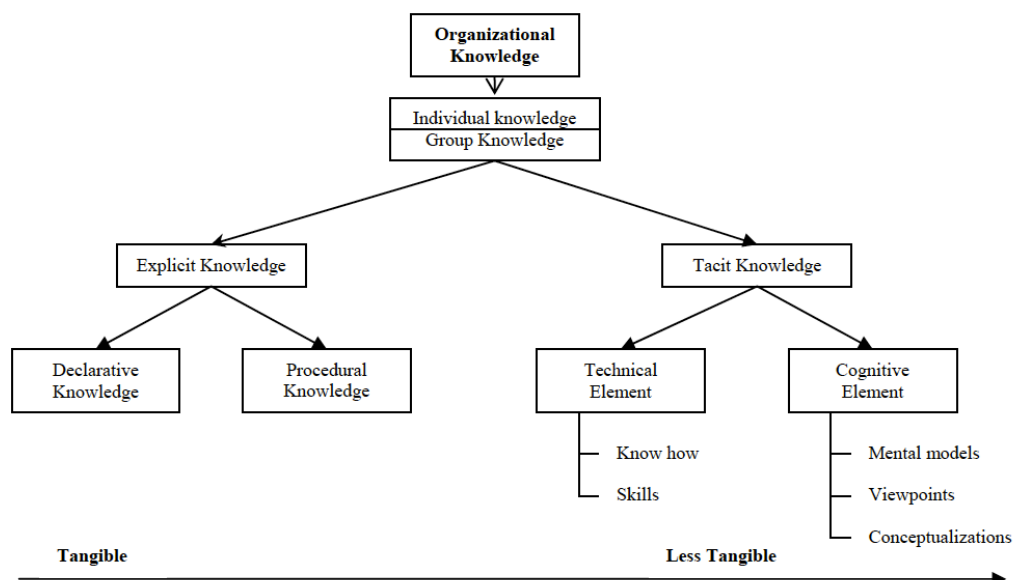 Organizational
Knowledge
Individual knowledge
Group Knowledge
Explicit Knowledge
Tacit Knowledge
Declarative
Knowledge
Procedural
Knowledge
Technical
Element
Cognitive
Element
Know how
Skills
Mental models
Viewpoints
Conceptualizations
Tangible
Less Tangible